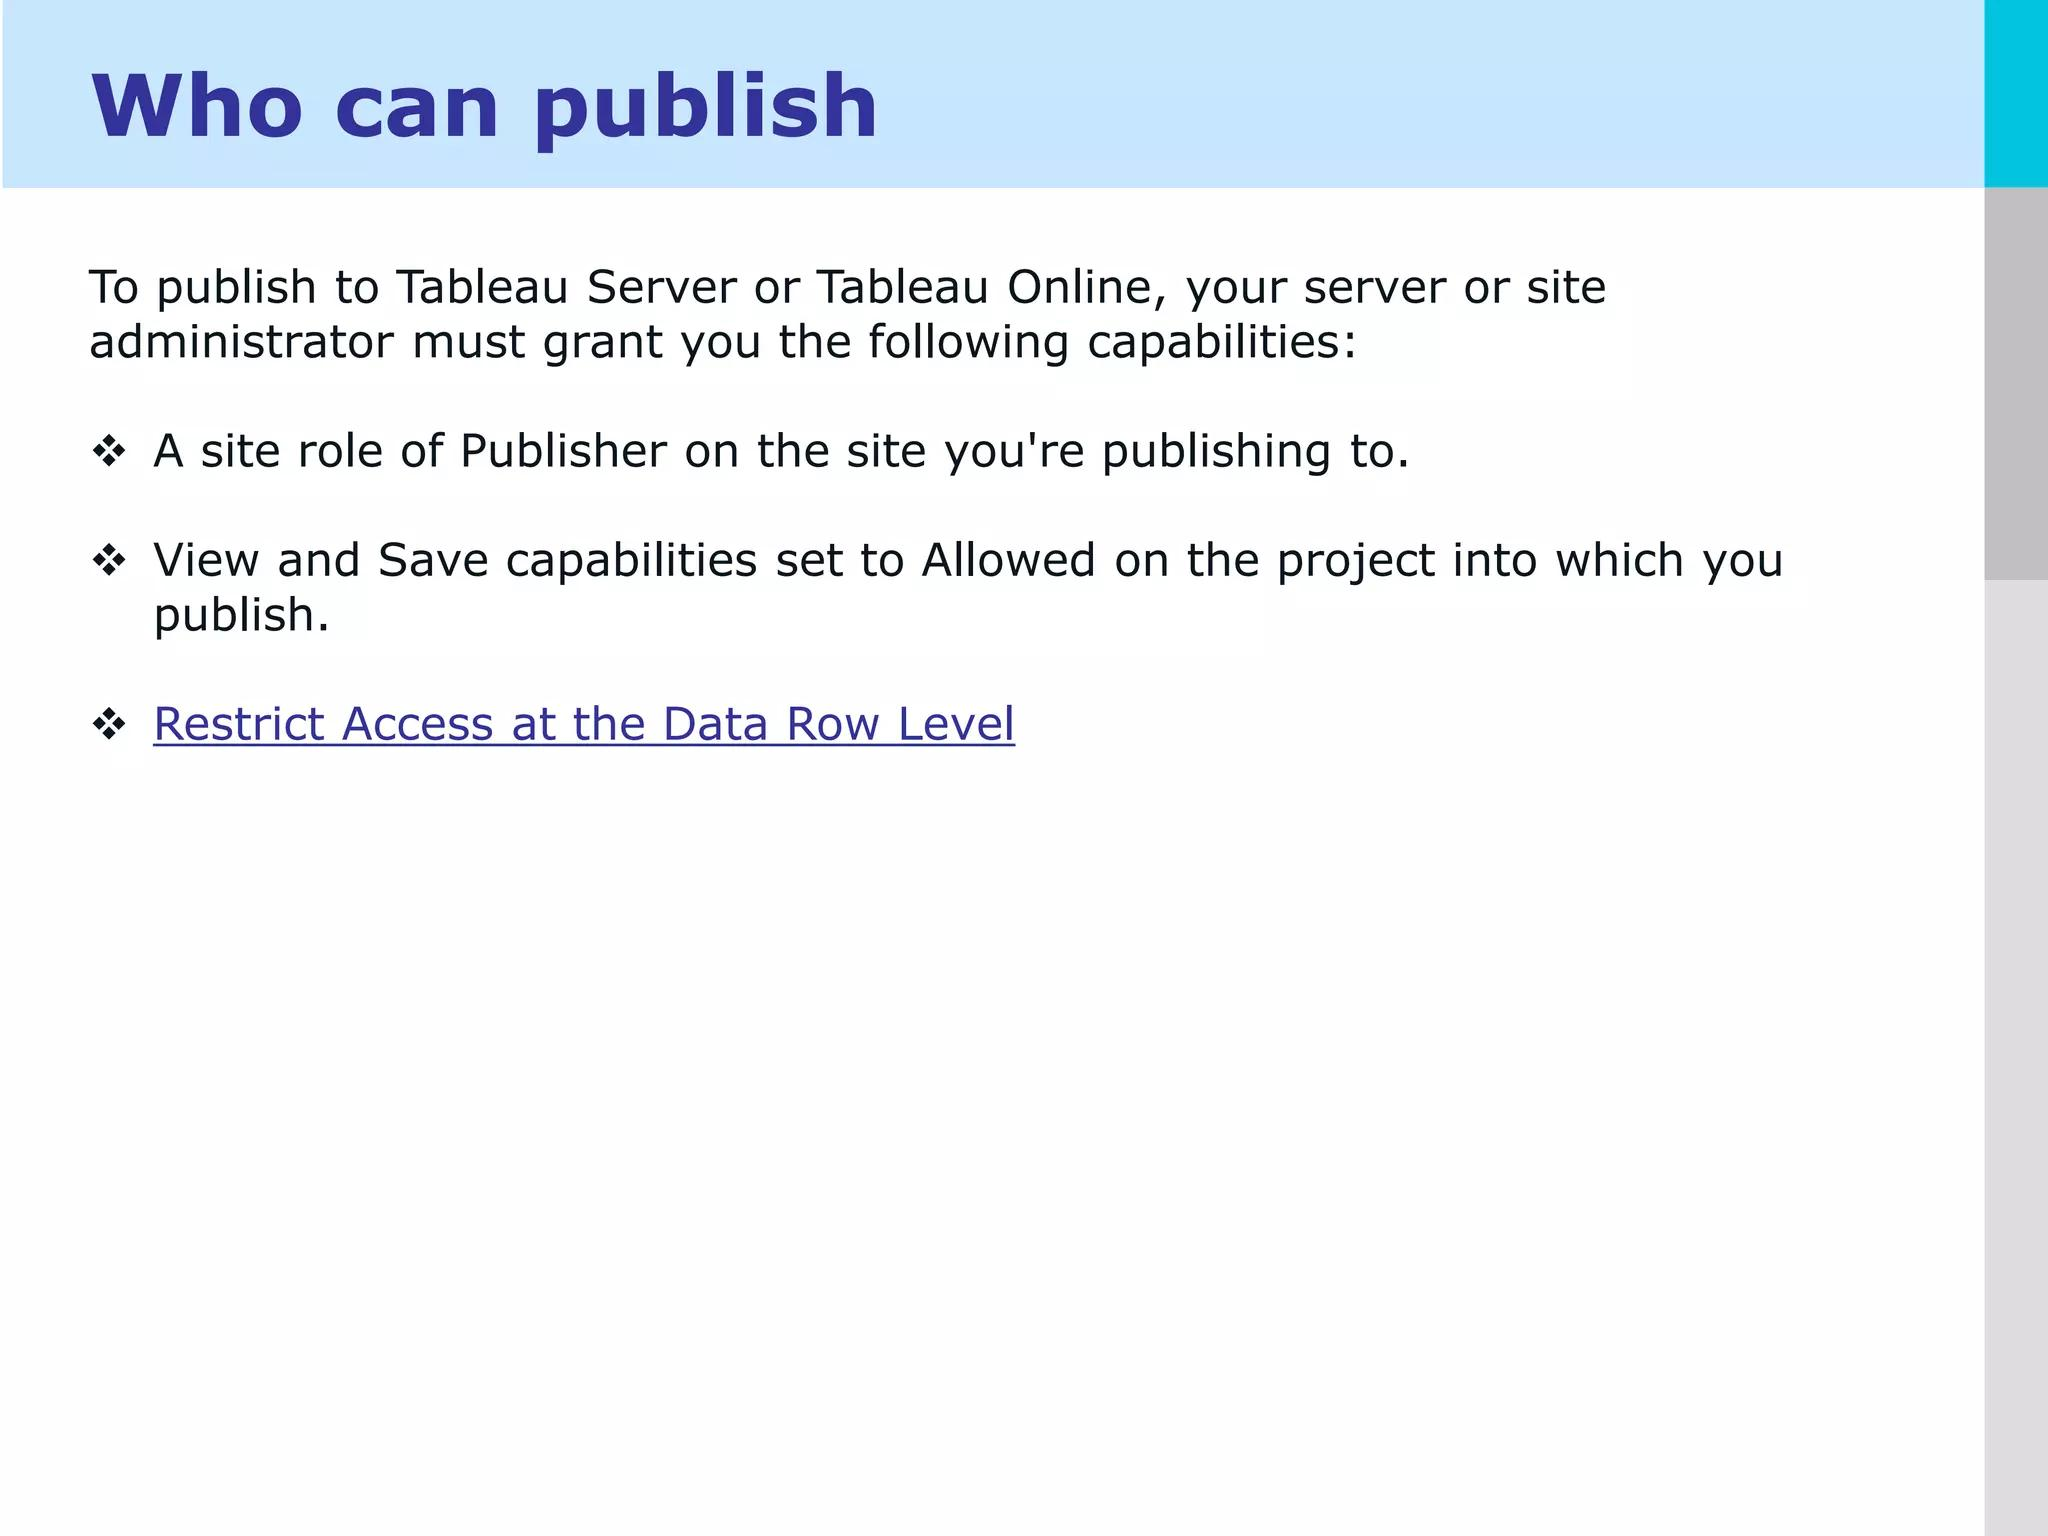 Who can publish
To publish to Tableau Server or Tableau Online, your server or site
administrator must grant you the following capabilities:
❖ A site role of Publisher on the site you're publishing to.
❖ View and Save capabilities set to Allowed on the project into which you
publish.
❖ Restrict Access at the Data Row Level